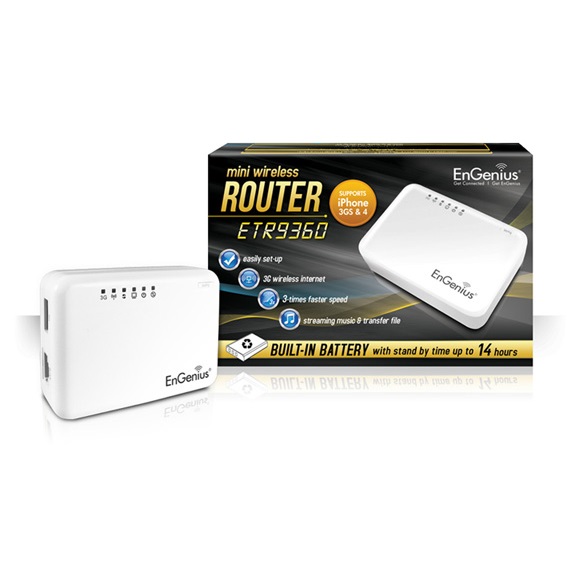 mini wireless
ROUTER
ETR9360
SUPPORTS
iPhone
3GS & 4
EnGenius®
Get Connected | Get EnGenius
easily set-up
3G wireless internet
3-times faster speed
streaming music & transfer file
EnGenius®
BUILT-IN BATTERY with stand by time up to 14 hours
3G
EnGenius®